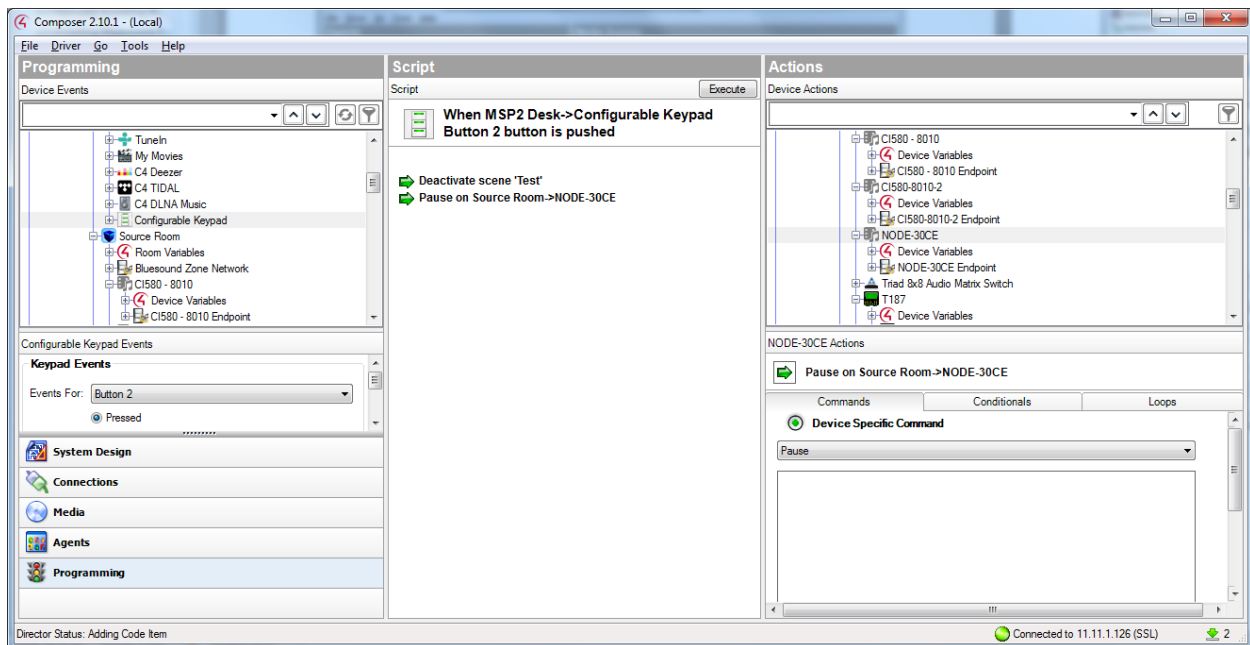 Composer 2.10.1 - (Local)
File Driver Go Tools Help
Programming
Device Events
TuneIn
My Movies
C4 Deezer
C4 TIDAL
C4 DLNA Music
Configurable Keypad
Source Room
Room Variables
Bluesound Zone Network
CI580 - 8010
Device Variables
CI580 - 8010 Endpoint
Configurable Keypad Events
Keypad Events
Events For: Button 2
Pressed
System Design
Connections
Media
Agents
Programming
Script
Script Execute
When MSP2 Desk->Configurable Keypad
Button 2 button is pushed
Deactivate scene 'Test'
Pause on Source Room->NODE-30CE
Actions
Device Actions
CI580 - 8010
Device Variables
CI580 - 8010 Endpoint
CI580-8010-2
Device Variables
CI580-8010-2 Endpoint
NODE-30CE
Device Variables
NODE-30CE Endpoint
Triad 8x8 Audio Matrix Switch
T187
Device Variables
NODE-30CE Actions
Pause on Source Room->NODE-30CE
Commands Conditionals Loops
Device Specific Command
Pause
Director Status: Adding Code Item
Connected to 11.11.1.126 (SSL)
2